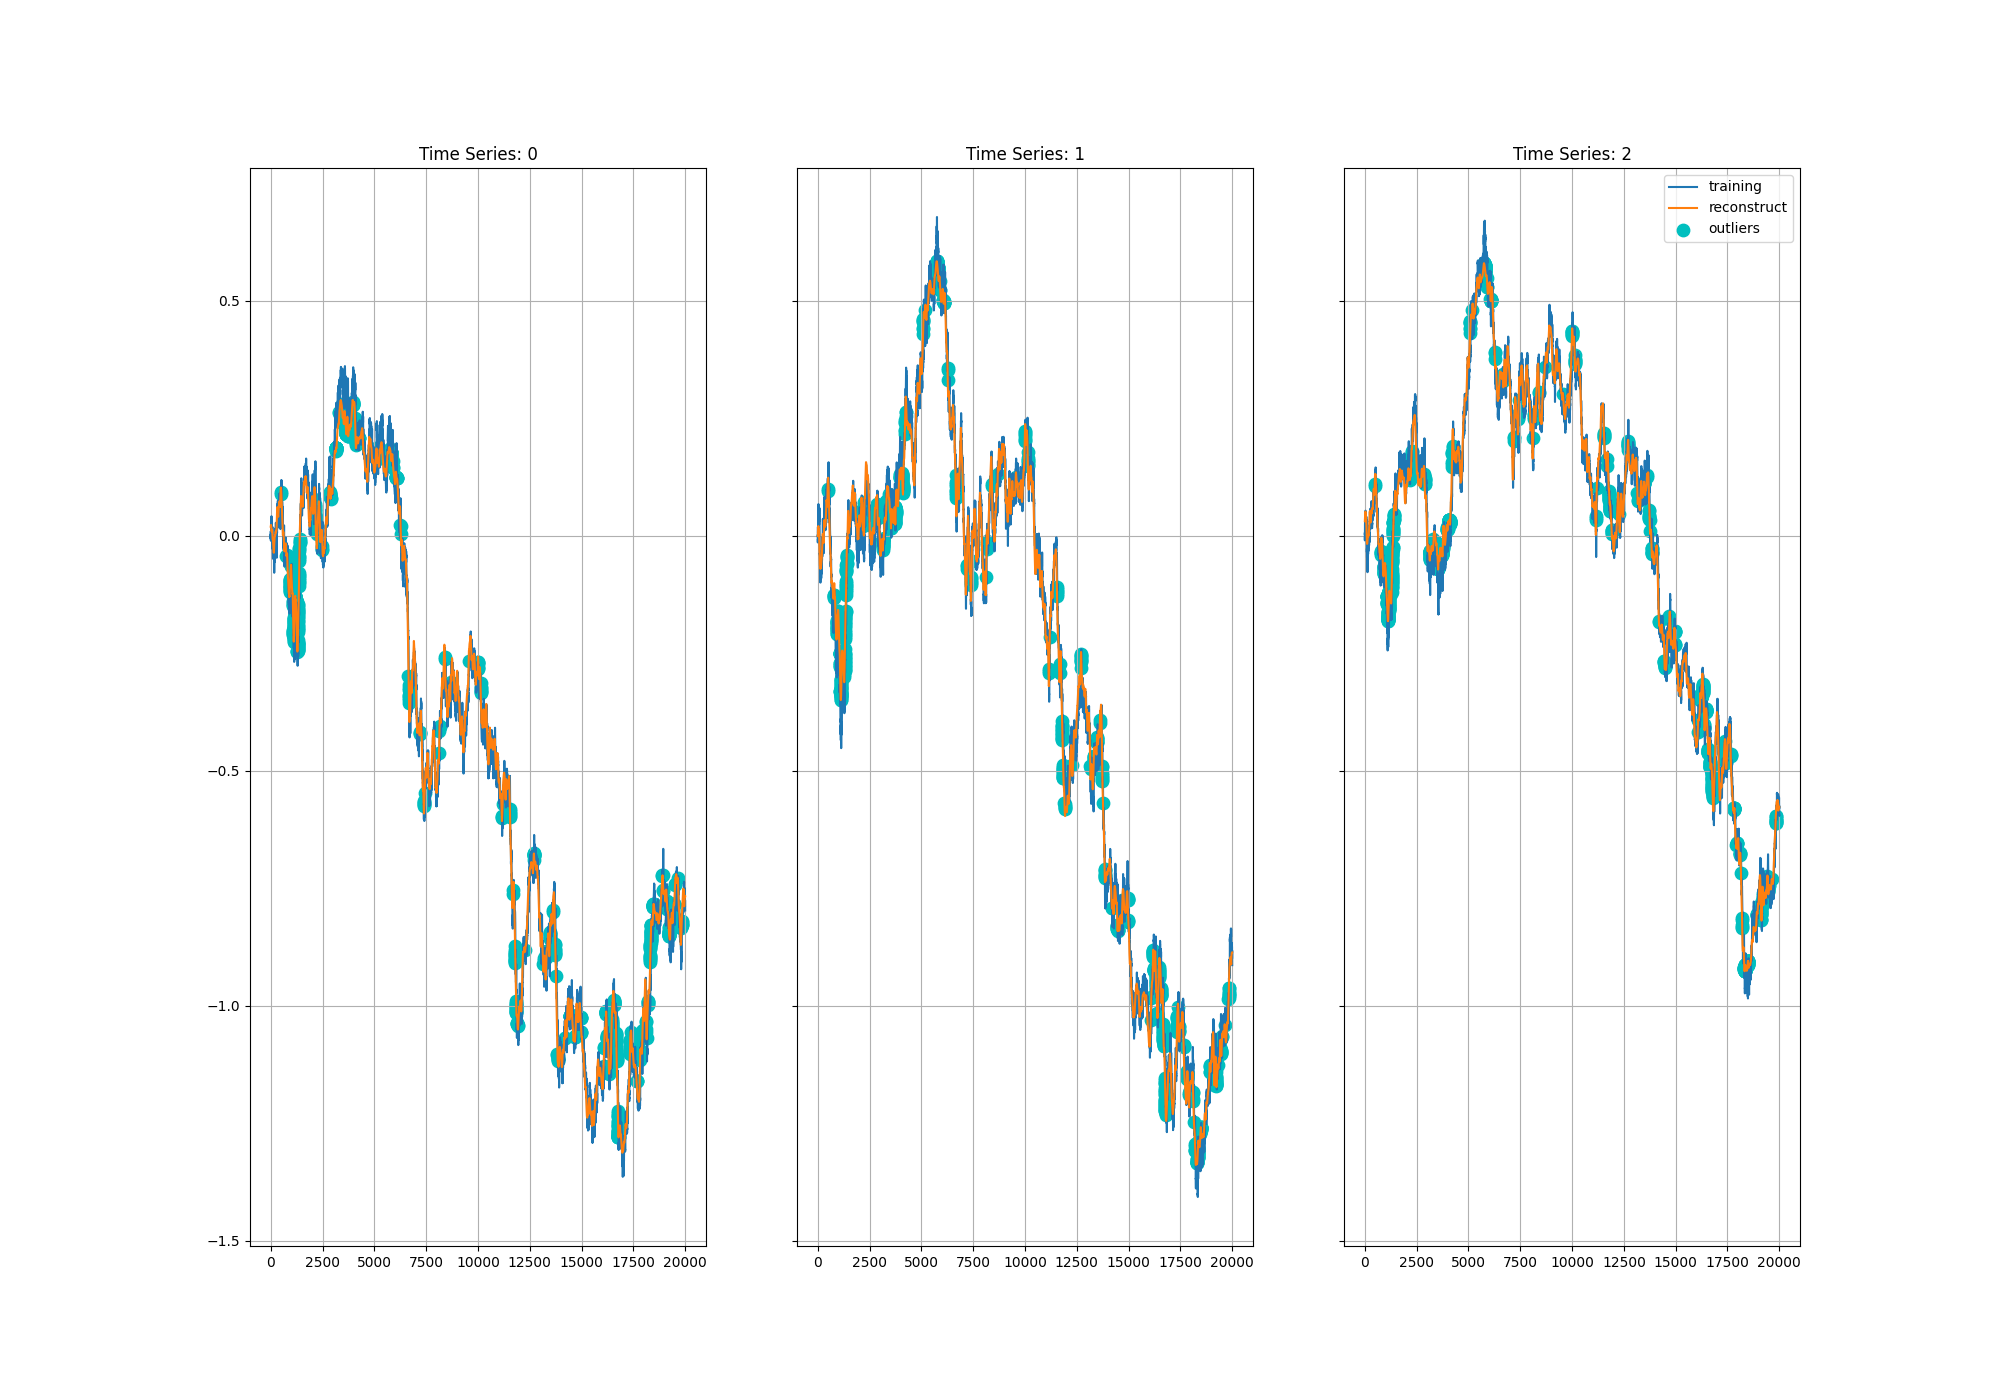 Time Series: 0
Time Series: 1
Time Series: 2
training
reconstruct
outliers
0.5
0.0
−0.5
−1.0
−1.5
0 2500 5000 7500 10000 12500 15000 17500 20000
0 2500 5000 7500 10000 12500 15000 17500 20000
0 2500 5000 7500 10000 12500 15000 17500 20000